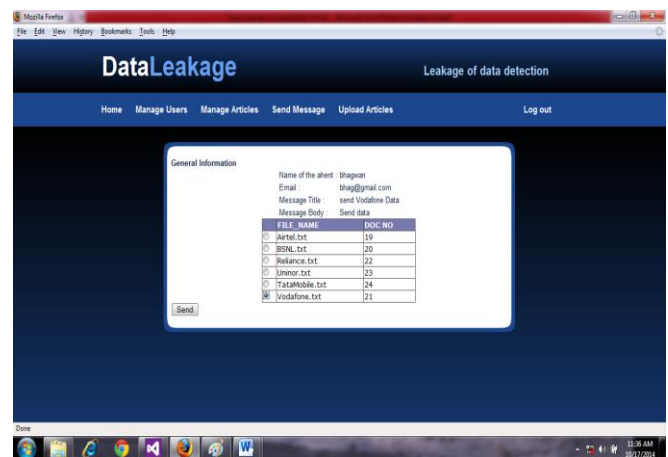 Mozilla Firefox
File Edit View History Bookmarks Tools Help
DataLeakage
Leakage of data detection
Home Manage Users Manage Articles Send Message Upload Articles Log out
General Information
Name of the ahent : bhagwan
Email : bhag@gmail.com
Message Title : send Vodafone Data
Message Body : Send data
FILE_NAME DOC NO
Airtel.txt 19
BSNL.txt 20
Reliance.txt 22
Uninor.txt 23
TataMobile.txt 24
Vodafone.txt 21
Send
Done
11:36 AM
10/17/2014